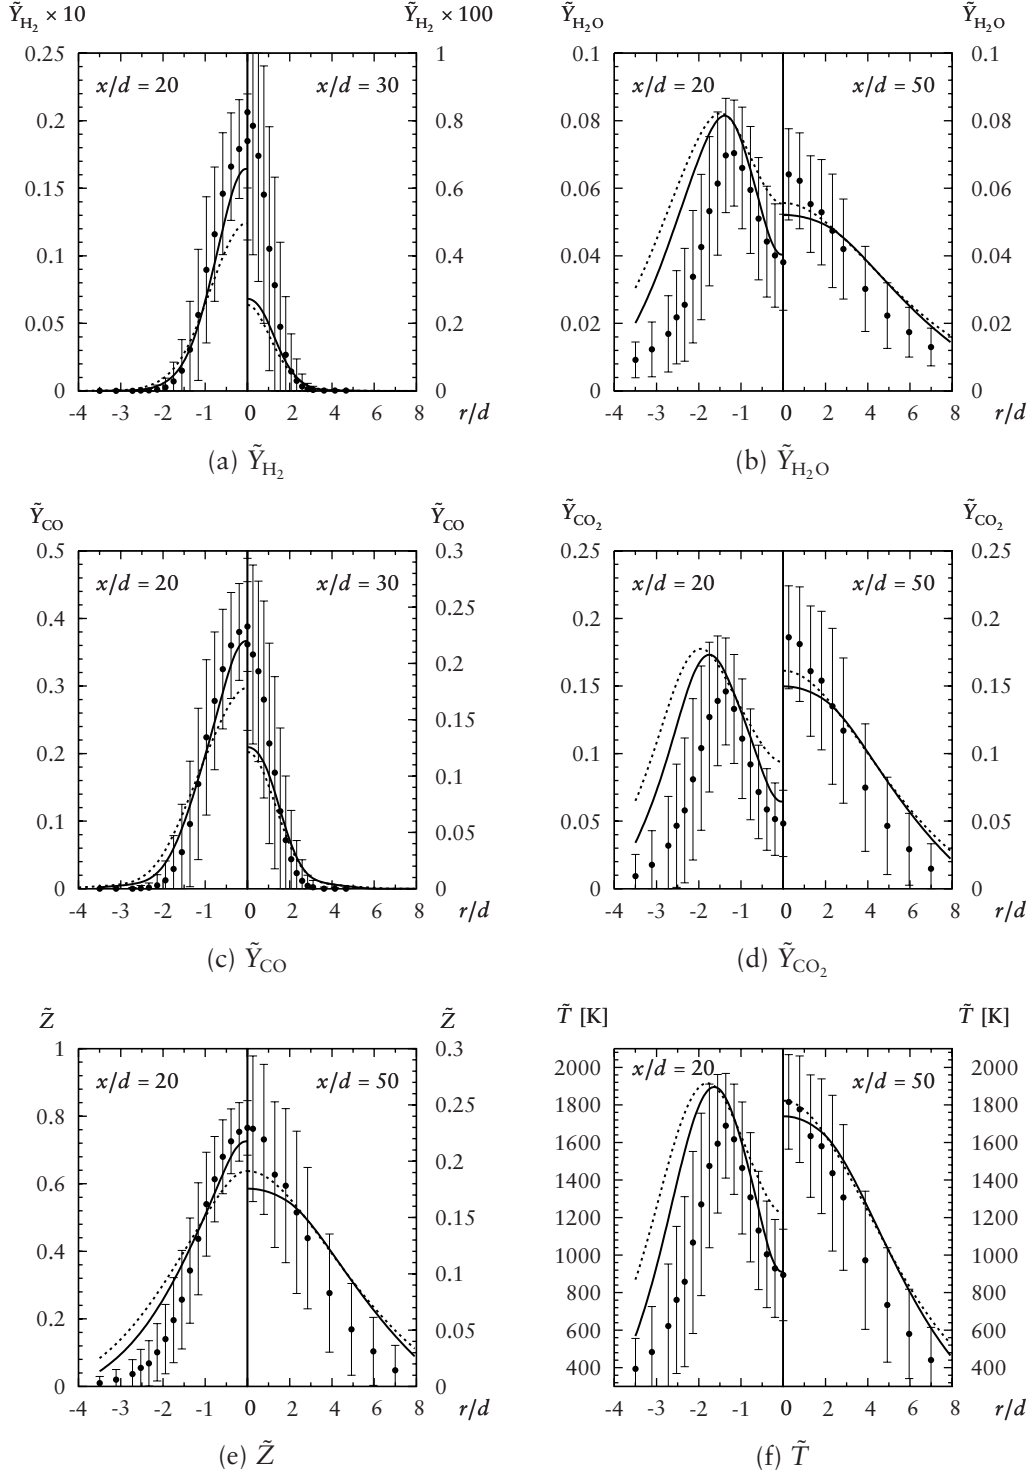 Ỹ_H₂ × 10 Ỹ_H₂ × 100 Ỹ_H₂O Ỹ_H₂O
0.25 1 0.1 0.1
x/d = 20 x/d = 30 x/d = 20 x/d = 50
0.2 0.8 0.08 0.08
0.15 0.6 0.06 0.06
0.1 0.4 0.04 0.04
0.05 0.2 0.02 0.02
0 0 0 0
-4 -3 -2 -1 0 2 4 6 8 r/d -4 -3 -2 -1 0 2 4 6 8 r/d
(a) Ỹ_H₂ (b) Ỹ_H₂O
Ỹ_CO Ỹ_CO Ỹ_CO₂ Ỹ_CO₂
0.5 0.3 0.25 0.25
x/d = 20 x/d = 30 x/d = 20 x/d = 50
0.25
0.4 0.2 0.2
0.2
0.3 0.15 0.15
0.15
0.2 0.1 0.1
0.1
0.1 0.05 0.05 0.05
0 0 0 0
-4 -3 -2 -1 0 2 4 6 8 r/d -4 -3 -2 -1 0 2 4 6 8 r/d
(c) Ỹ_CO (d) Ỹ_CO₂
Z̃ Z̃ T̃ [K] T̃ [K]
1 0.3
2000 2000
x/d = 20 x/d = 50 x/d = 20 x/d = 50
0.25 1800 1800
0.8
1600 1600
0.2
0.6 1400 1400
0.15 1200 1200
0.4 1000 1000
0.1
800 800
0.2 0.05 600 600
400 400
0 0
-4 -3 -2 -1 0 2 4 6 8 r/d -4 -3 -2 -1 0 2 4 6 8 r/d
(e) Z̃ (f) T̃